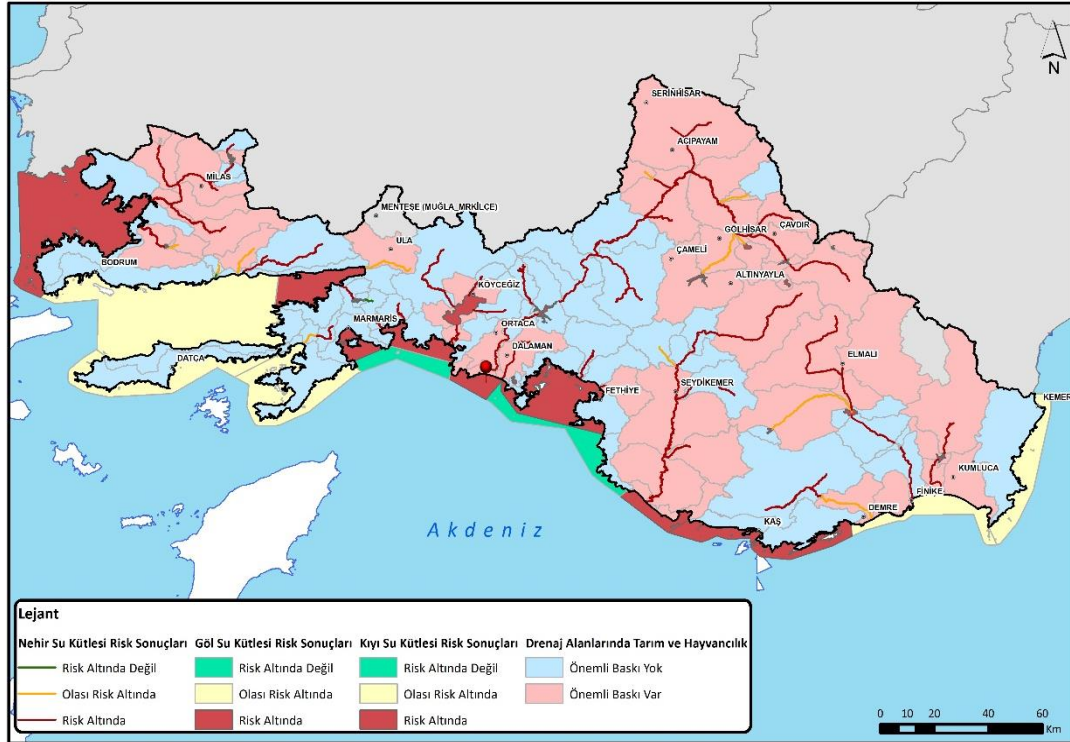 N
SERİNHİSAR
ACIPAYAM
MİLAS
MENTEŞE (MUĞLA_MRKİLCE)
ULA
GÖLHİSAR
ÇAVDIR
ÇAMELİ
BODRUM
ALTINYAYLA
KÖYCEĞİZ
MARMARİS
ORTACA
DALAMAN
DATÇA
ELMALI
FETHİYE
SEYDİKEMER
KEMER
KUMLUCA
FİNİKE
DEMRE
KAŞ
Akdeniz
Lejant
Nehir Su Kütlesi Risk Sonuçları Göl Su Kütlesi Risk Sonuçları Kıyı Su Kütlesi Risk Sonuçları Drenaj Alanlarında Tarım ve Hayvancılık
Risk Altında Değil Risk Altında Değil Risk Altında Değil Önemli Baskı Yok
Olası Risk Altında Olası Risk Altında Olası Risk Altında Önemli Baskı Var
Risk Altında Risk Altında Risk Altında
0 10 20 40 60
Km